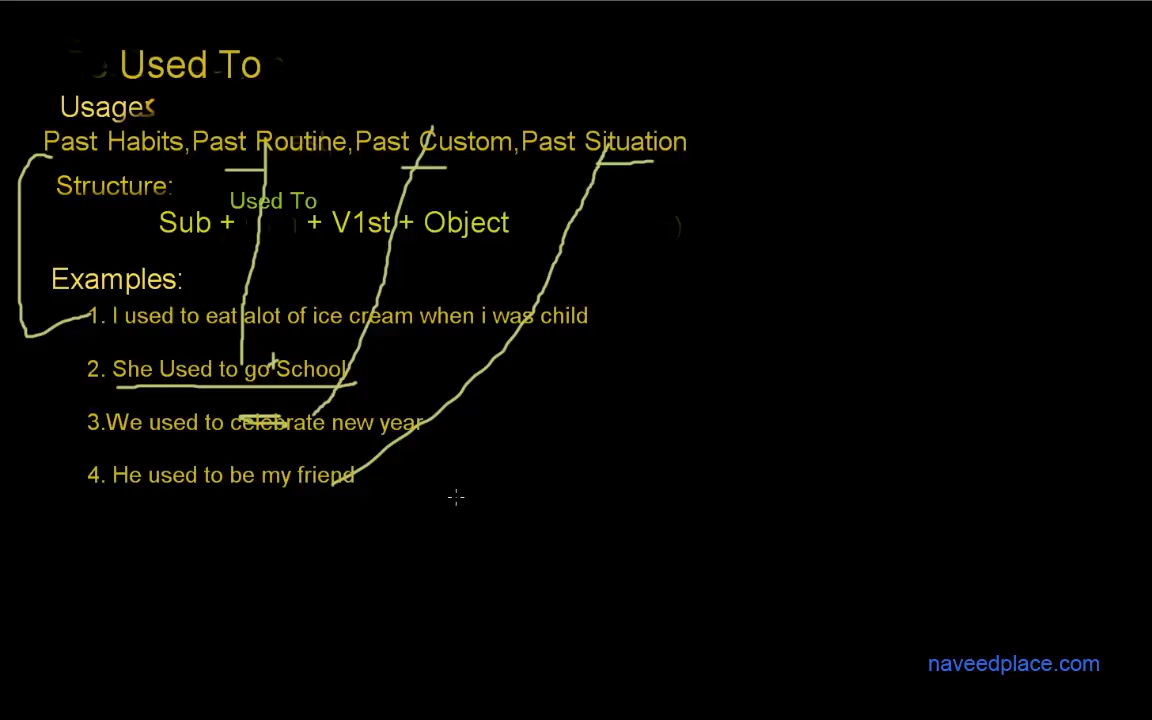 Used To
Usages
Past Habits,Past Routine,Past Custom,Past Situation
Structure:
Used To
Sub + + V1st + Object
Examples:
1. I used to eat alot of ice cream when i was child
2. She Used to go School
3.We used to celebrate new year
4. He used to be my friend
naveedplace.com